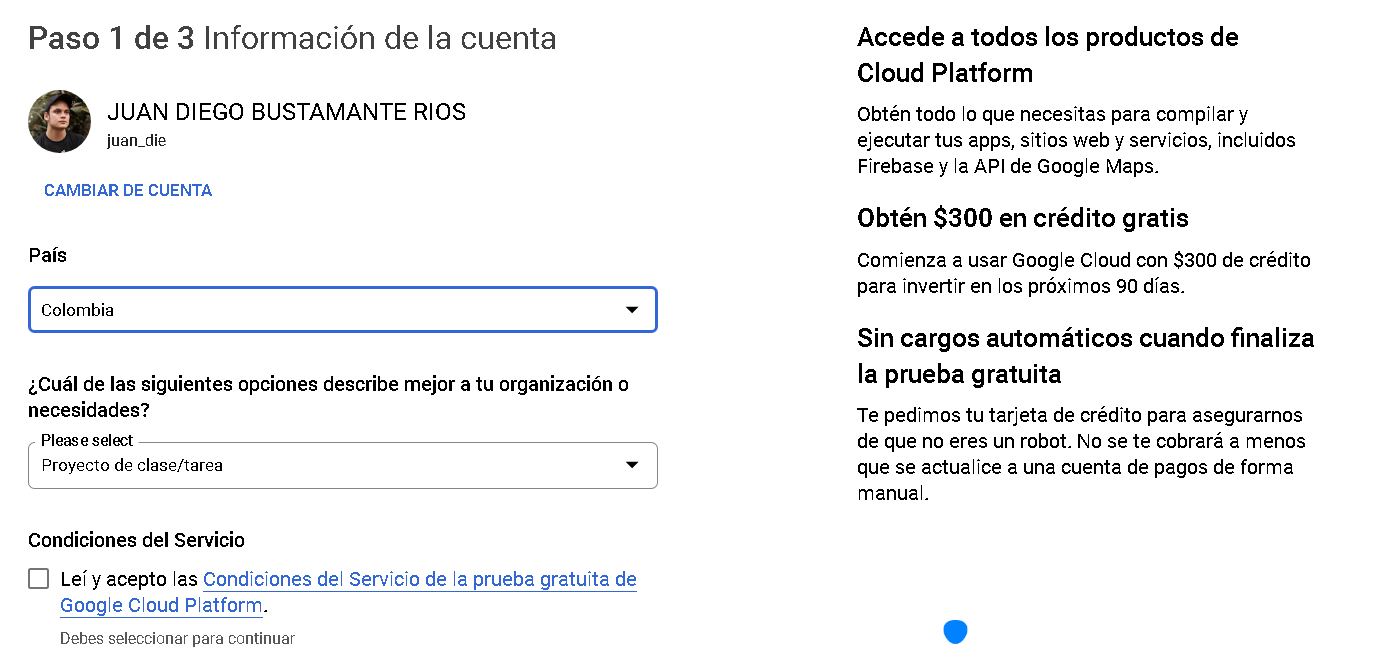 Paso 1 de 3 Información de la cuenta
JUAN DIEGO BUSTAMANTE RIOS
juan_die
CAMBIAR DE CUENTA
País
Colombia
¿Cuál de las siguientes opciones describe mejor a tu organización o
necesidades?
Please select
Proyecto de clase/tarea
Condiciones del Servicio
Leí y acepto las Condiciones del Servicio de la prueba gratuita de
Google Cloud Platform.
Debes seleccionar para continuar
Accede a todos los productos de
Cloud Platform
Obtén todo lo que necesitas para compilar y
ejecutar tus apps, sitios web y servicios, incluidos
Firebase y la API de Google Maps.
Obtén $300 en crédito gratis
Comienza a usar Google Cloud con $300 de crédito
para invertir en los próximos 90 días.
Sin cargos automáticos cuando finaliza
la prueba gratuita
Te pedimos tu tarjeta de crédito para asegurarnos
de que no eres un robot. No se te cobrará a menos
que se actualice a una cuenta de pagos de forma
manual.